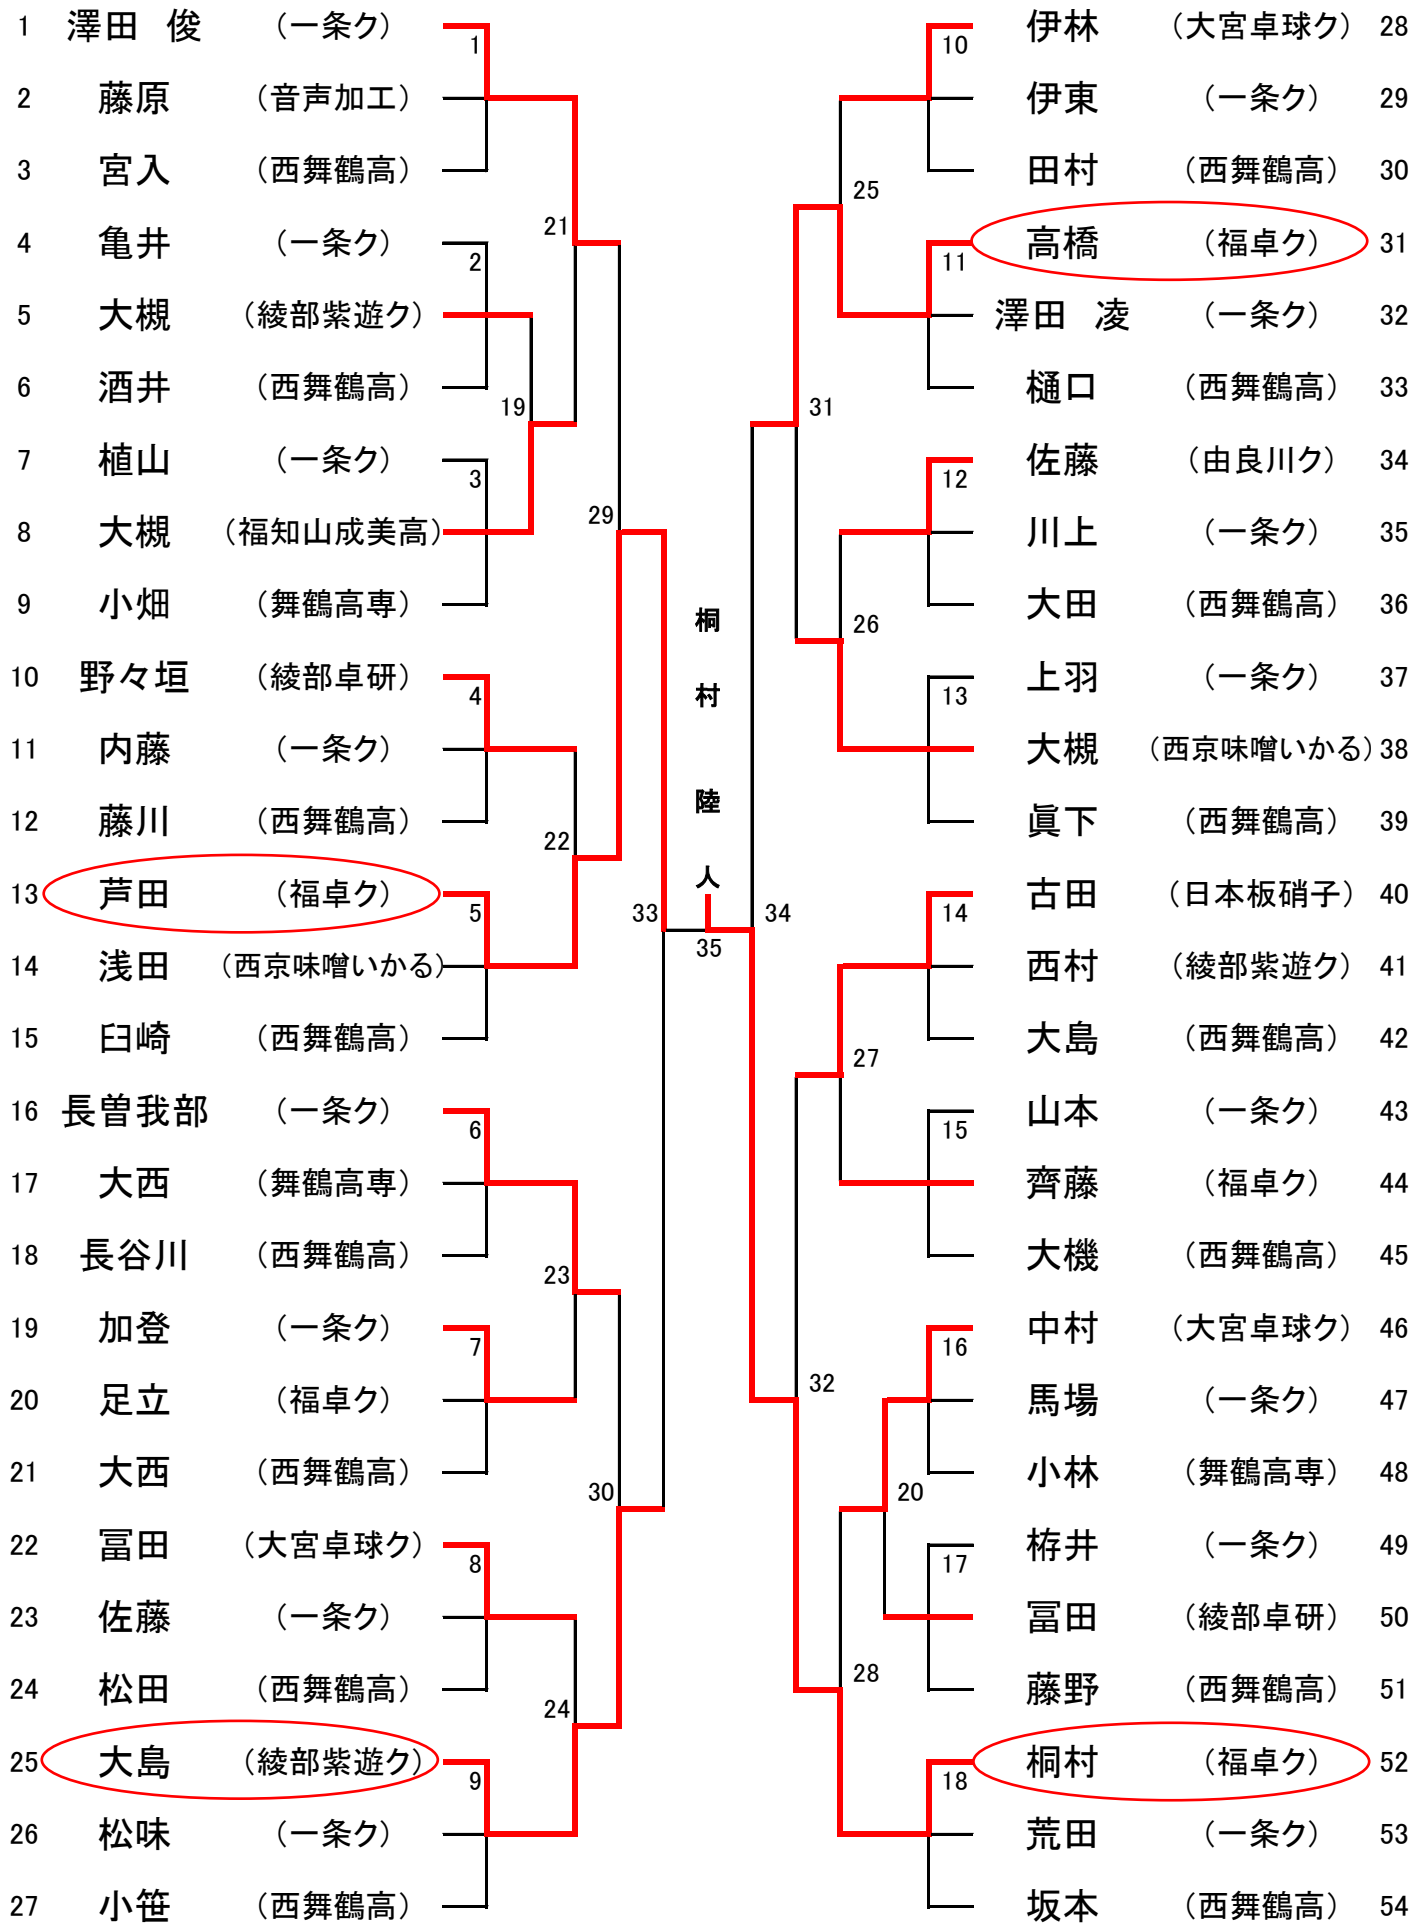 1 澤田 俊 (一条ク)
2 藤原 (音声加工)
3 宮入 (西舞鶴高)
4 亀井 (一条ク)
5 大槻 (綾部紫遊ク)
6 酒井 (西舞鶴高)
7 植山 (一条ク)
8 大槻 (福知山成美高)
9 小畑 (舞鶴高専)
10 野々垣 (綾部卓研)
11 内藤 (一条ク)
12 藤川 (西舞鶴高)
13 芦田 (福卓ク)
14 浅田 (西京味噌いかる)
15 臼崎 (西舞鶴高)
16 長曽我部 (一条ク)
17 大西 (舞鶴高専)
18 長谷川 (西舞鶴高)
19 加登 (一条ク)
20 足立 (福卓ク)
21 大西 (西舞鶴高)
22 冨田 (大宮卓球ク)
23 佐藤 (一条ク)
24 松田 (西舞鶴高)
25 大島 (綾部紫遊ク)
26 松味 (一条ク)
27 小笹 (西舞鶴高)
1
2
3
4
5
6
7
8
9
19
21
22
23
24
29
30
33
桐村陸人
35
34
31
32
25
26
27
28
20
10
11
12
13
14
15
16
17
18
伊林 (大宮卓球ク) 28
伊東 (一条ク) 29
田村 (西舞鶴高) 30
高橋 (福卓ク) 31
澤田 凌 (一条ク) 32
樋口 (西舞鶴高) 33
佐藤 (由良川ク) 34
川上 (一条ク) 35
大田 (西舞鶴高) 36
上羽 (一条ク) 37
大槻 (西京味噌いかる) 38
眞下 (西舞鶴高) 39
古田 (日本板硝子) 40
西村 (綾部紫遊ク) 41
大島 (西舞鶴高) 42
山本 (一条ク) 43
齊藤 (福卓ク) 44
大機 (西舞鶴高) 45
中村 (大宮卓球ク) 46
馬場 (一条ク) 47
小林 (舞鶴高専) 48
栫井 (一条ク) 49
冨田 (綾部卓研) 50
藤野 (西舞鶴高) 51
桐村 (福卓ク) 52
荒田 (一条ク) 53
坂本 (西舞鶴高) 54